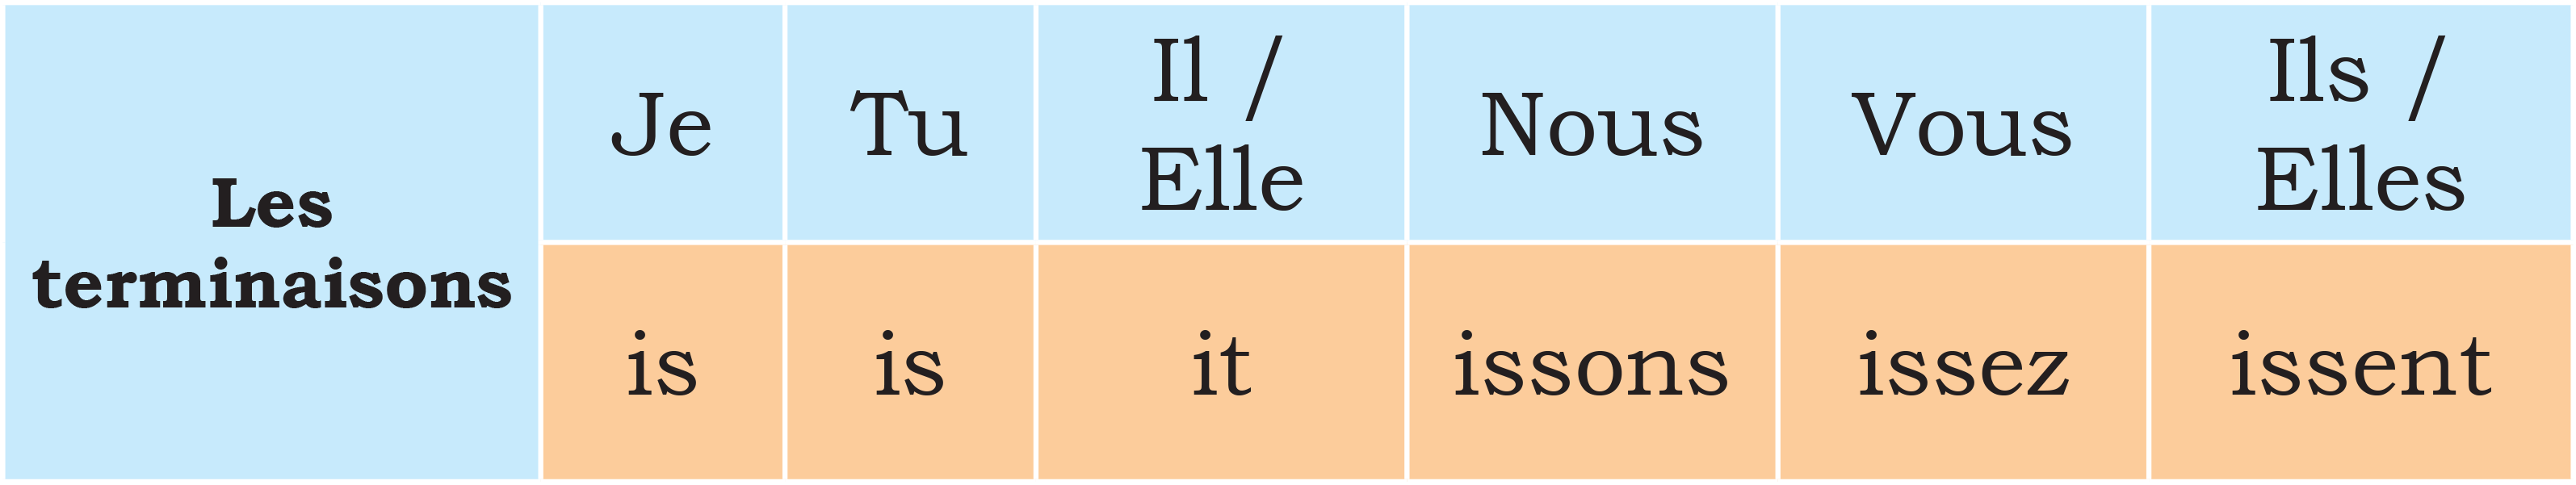 Les
terminaisons
Je
Tu
Il /
Elle
Nous
Vous
Ils /
Elles
is
is
it
issons
issez
issent